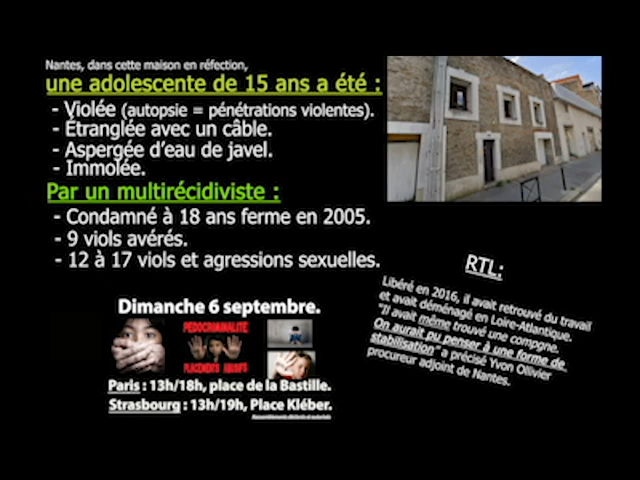 Nantes, dans cette maison en réfection,
une adolescente de 15 ans a été :
- Violée (autopsie = pénétrations violentes).
- Étranglée avec un câble.
- Aspergée d'eau de javel.
- Immolée.
Par un multirécidiviste :
- Condamné à 18 ans ferme en 2005.
- 9 viols avérés.
- 12 à 17 viols et agressions sexuelles.
RTL:
Libéré en 2016, il avait retrouvé du travail
et avait déménagé en Loire-Atlantique.
"Il avait même trouvé une compgne.
On aurait pu penser à une forme de
stabilisation" a précisé Yvon Ollivier
procureur adjoint de Nantes.
Dimanche 6 septembre.
PEDOCRIMINALITÉ
PLACEMENTS ABUSIFS
Paris : 13h/18h, place de la Bastille.
Strasbourg : 13h/19h, Place Kléber.